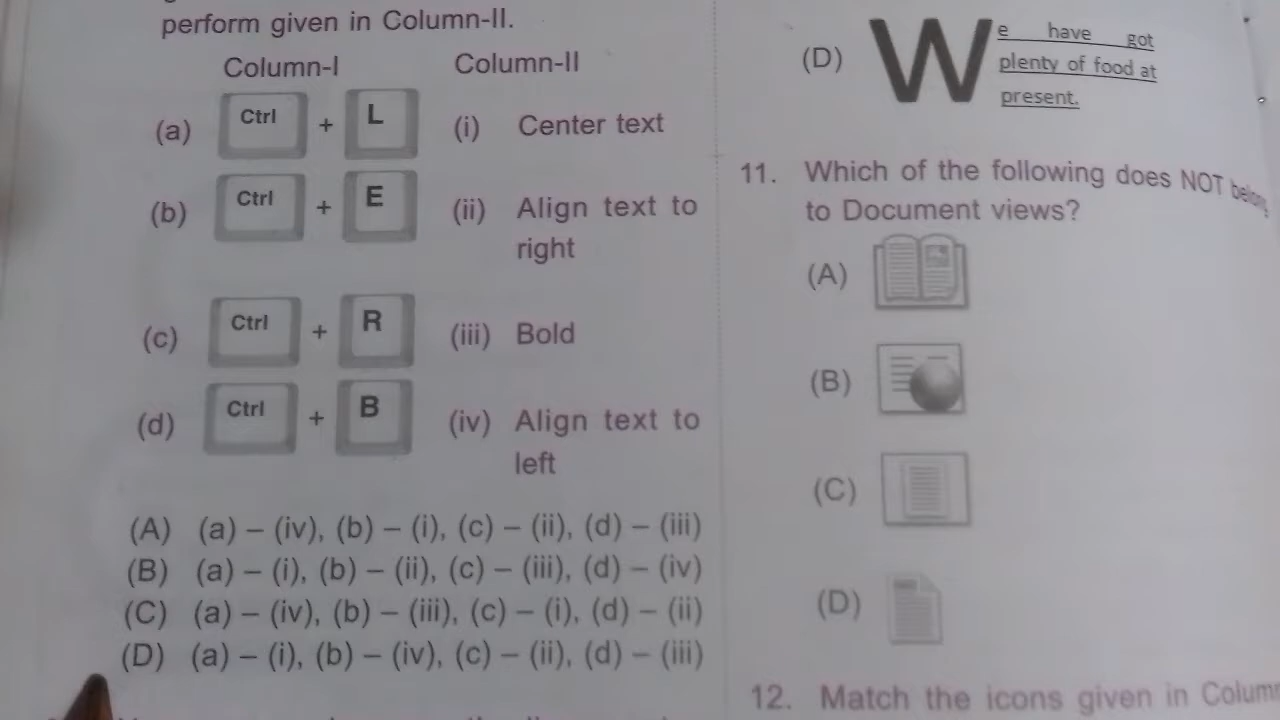 perform given in Column-II.
Column-I Column-II
(a) Ctrl + L (i) Center text
(b) Ctrl + E (ii) Align text to
right
(c) Ctrl + R (iii) Bold
(d) Ctrl + B (iv) Align text to
left
(A) (a) – (iv), (b) – (i), (c) – (ii), (d) – (iii)
(B) (a) – (i), (b) – (ii), (c) – (iii), (d) – (iv)
(C) (a) – (iv), (b) – (iii), (c) – (i), (d) – (ii)
(D) (a) – (i), (b) – (iv), (c) – (ii), (d) – (iii)
(D) We have got
plenty of food at
present.
11. Which of the following does NOT belong
to Document views?
(A)
(B)
(C)
(D)
12. Match the icons given in Colum